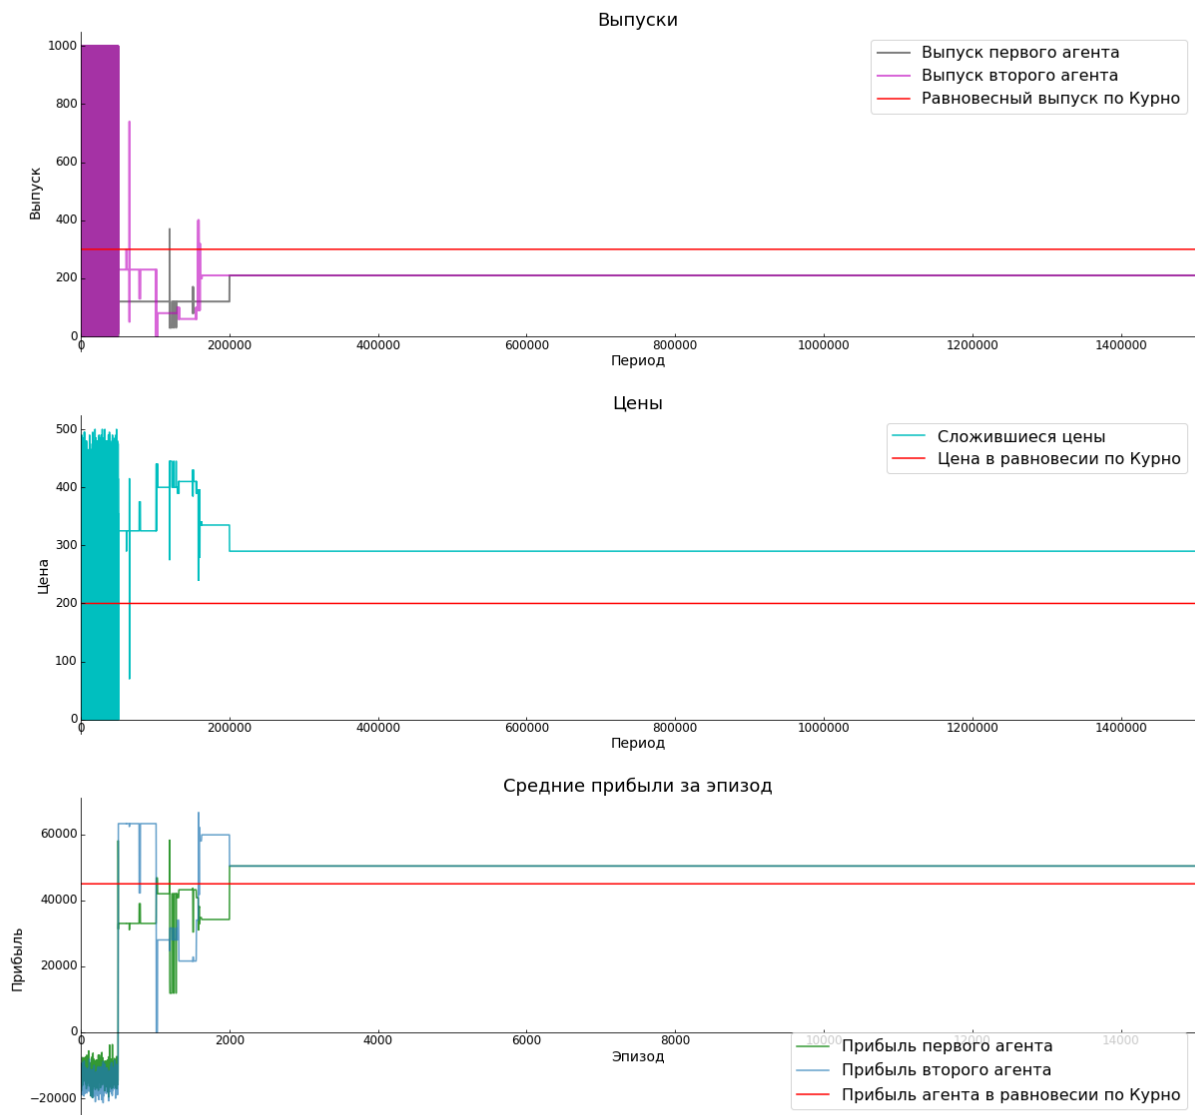 Выпуски
1000
800
600
400
200
0
Выпуск
Выпуск первого агента
Выпуск второго агента
Равновесный выпуск по Курно
0 200000 400000 600000 800000 1000000 1200000 1400000
Период
Цены
500
400
300
200
100
0
Цена
Сложившиеся цены
Цена в равновесии по Курно
0 200000 400000 600000 800000 1000000 1200000 1400000
Период
Средние прибыли за эпизод
60000
40000
20000
0
−20000
Прибыль
0 2000 4000 6000 8000 10000 12000 14000
Эпизод
Прибыль первого агента
Прибыль второго агента
Прибыль агента в равновесии по Курно